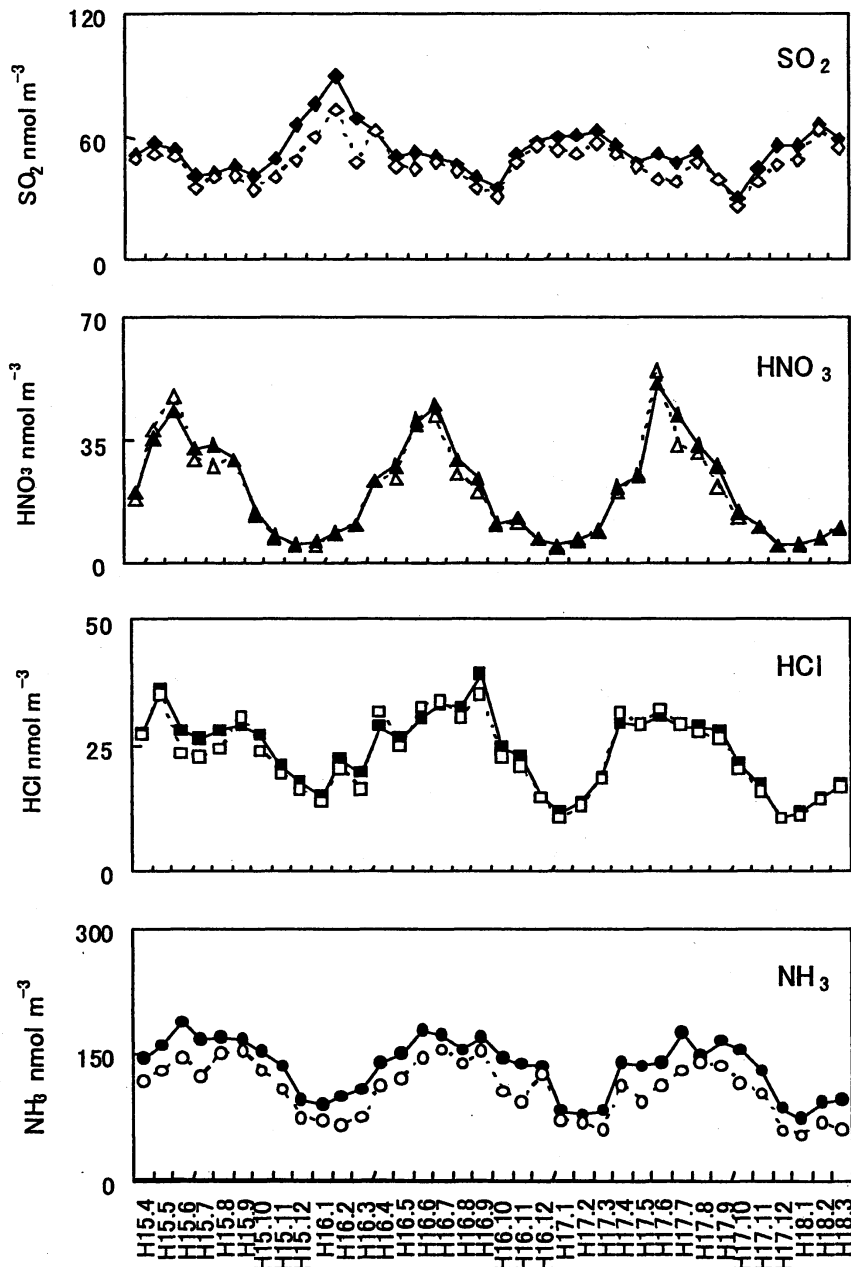 120
SO2
SO2 nmol m-3
60
0
70
HNO3
HNO3 nmol m-3
35
0
50
HCl
HCl nmol m-3
25
0
300
NH3
NH3 nmol m-3
150
0
H15.4
H15.5
H15.6
H15.7
H15.8
H15.9
H15.10
H15.11
H15.12
H16.1
H16.2
H16.3
H16.4
H16.5
H16.6
H16.7
H16.8
H16.9
H16.10
H16.11
H16.12
H17.1
H17.2
H17.3
H17.4
H17.5
H17.6
H17.7
H17.8
H17.9
H17.10
H17.11
H17.12
H18.1
H18.2
H18.3